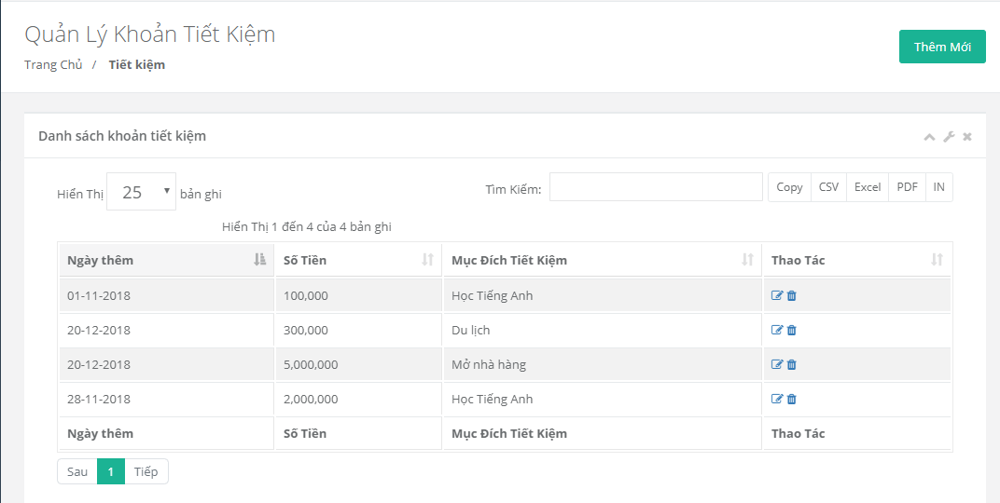 Quản Lý Khoản Tiết Kiệm
Thêm Mới
Trang Chủ / Tiết kiệm
Danh sách khoản tiết kiệm
Hiển Thị 25 bản ghi
Tìm Kiếm: Copy CSV Excel PDF IN
Hiển Thị 1 đến 4 của 4 bản ghi
Ngày thêm Số Tiền Mục Đích Tiết Kiệm Thao Tác
01-11-2018 100,000 Học Tiếng Anh
20-12-2018 300,000 Du lịch
20-12-2018 5,000,000 Mở nhà hàng
28-11-2018 2,000,000 Học Tiếng Anh
Ngày thêm Số Tiền Mục Đích Tiết Kiệm Thao Tác
Sau 1 Tiếp